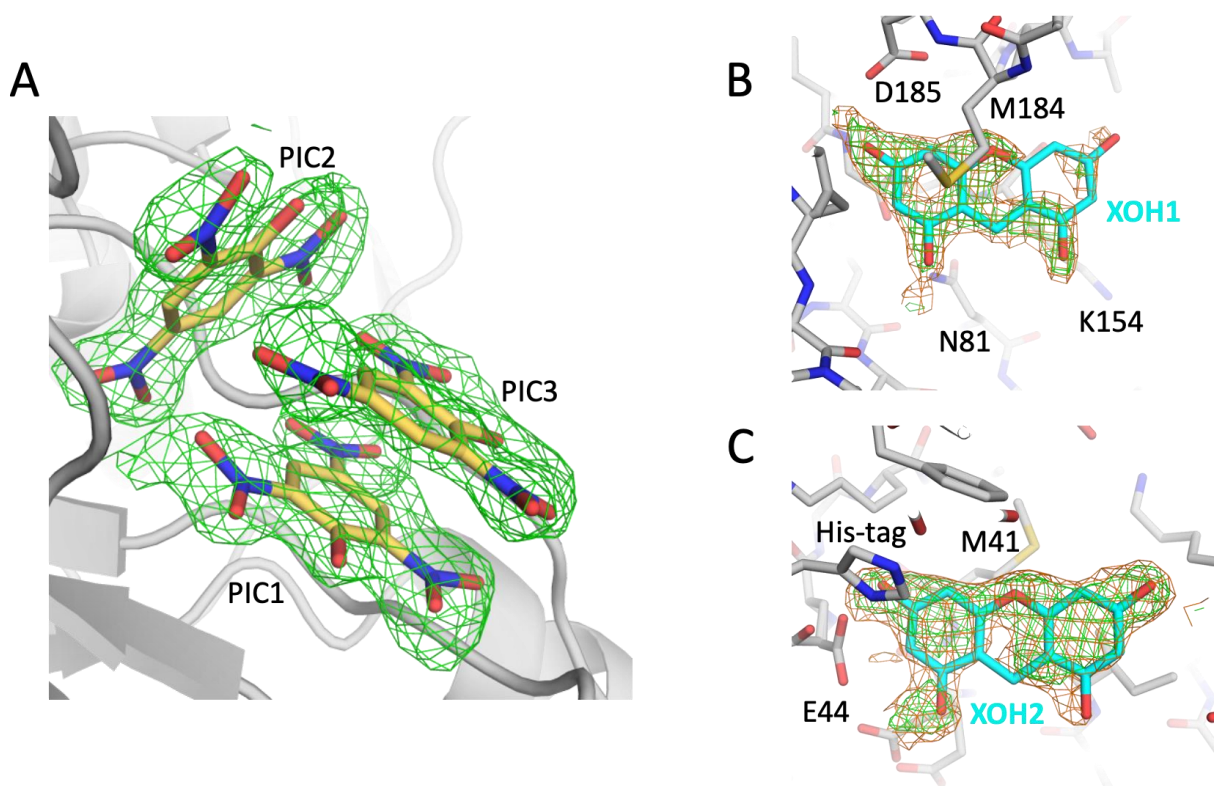 A
PIC2
PIC3
PIC1
B
D185
M184
XOH1
N81
K154
C
His-tag
M41
E44
XOH2